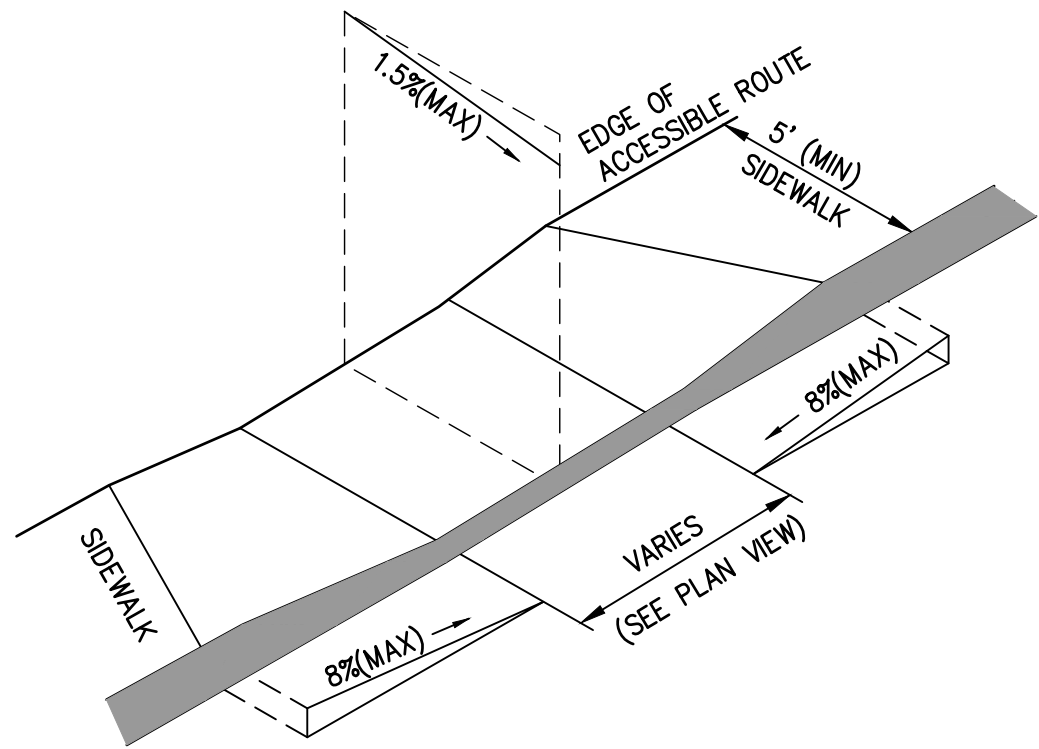 1.5%(MAX)
EDGE OF
ACCESSIBLE ROUTE
5' (MIN)
SIDEWALK
8%(MAX)
SIDEWALK
VARIES
(SEE PLAN VIEW)
8%(MAX)